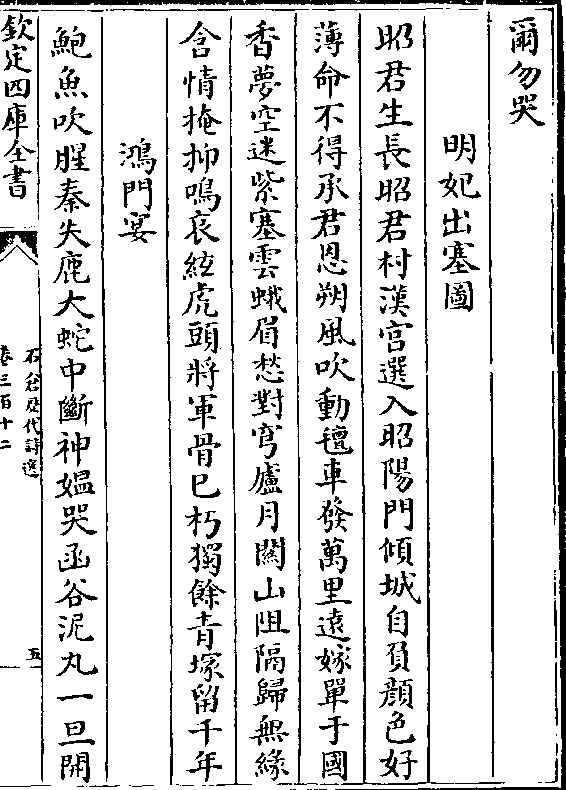 爾勿哭
明妃出塞圖
昭君生長昭君村漢宫選入昭陽門傾城自負顔色好
薄命不得承君恩朔風吹動氊車發萬里遠嫁單于國
香夢空迷紫塞雲蛾眉愁對穹廬月關山阻隔歸無緣
含情掩抑鳴哀絃虎頭將軍骨已朽獨餘青塚留千年
鴻門宴
鮑魚吹腥秦失鹿大蛇中斷神媼哭函谷泥丸一旦開
欽定四庫全書
石倉歷代詩選
卷三百十二
五